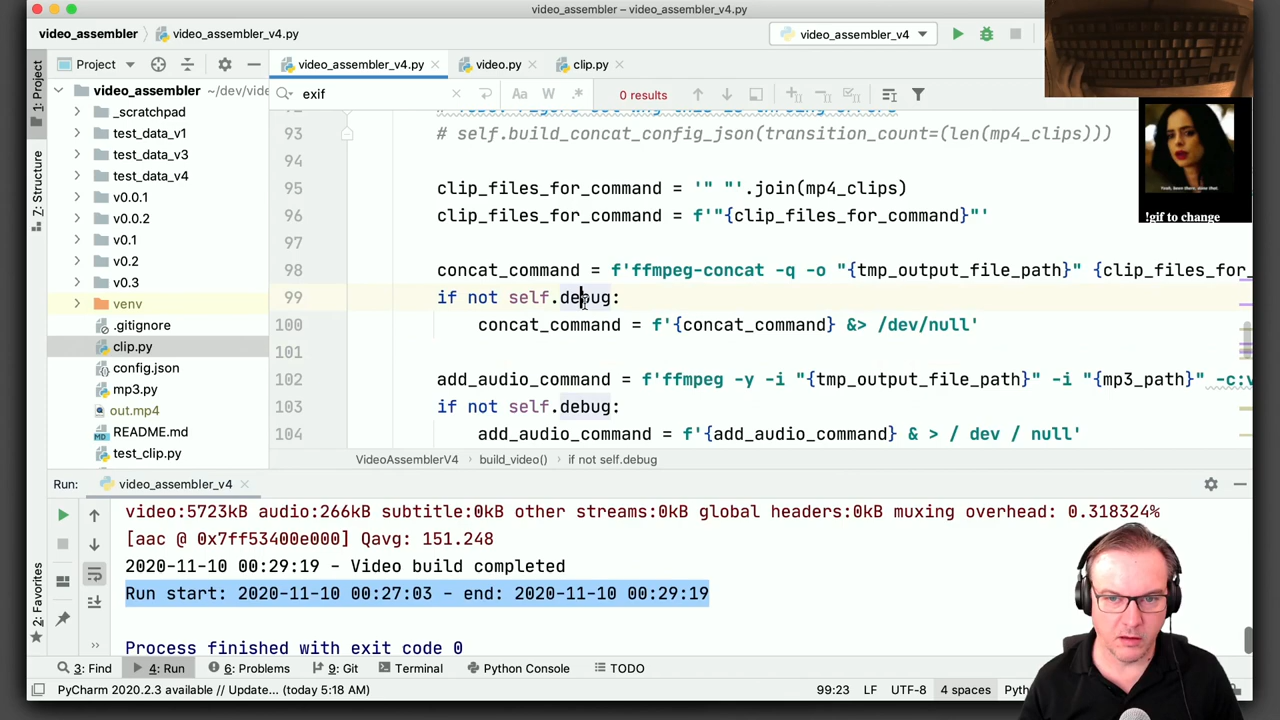 video_assembler – video_assembler_v4.py
video_assembler
video_assembler_v4.py
video_assembler_v4
1: Project
Project
video_assembler_v4.py
video.py
clip.py
video_assembler ~/dev/vide
exif
Aa W .* 0 results
_scratchpad
test_data_v1
test_data_v3
test_data_v4
v0.0.1
v0.0.2
v0.1
v0.2
v0.3
venv
.gitignore
clip.py
config.json
mp3.py
out.mp4
README.md
test_clip.py
Z: Structure
2: Favorites
93 # self.build_concat_config_json(transition_count=(len(mp4_clips)))
94
95 clip_files_for_command = '" "'.join(mp4_clips)
96 clip_files_for_command = f'"{clip_files_for_command}"'
97
98 concat_command = f'ffmpeg-concat -q -o "{tmp_output_file_path}" {clip_files_for_
99 if not self.debug:
100 concat_command = f'{concat_command} &> /dev/null'
101
102 add_audio_command = f'ffmpeg -y -i "{tmp_output_file_path}" -i "{mp3_path}" -c:v
103 if not self.debug:
104 add_audio_command = f'{add_audio_command} & > / dev / null'
VideoAssemblerV4 build_video() if not self.debug
!gif to change
Run: video_assembler_v4
video:5723kB audio:266kB subtitle:0kB other streams:0kB global headers:0kB muxing overhead: 0.318324%
[aac @ 0x7ff53400e000] Qavg: 151.248
2020-11-10 00:29:19 – Video build completed
Run start: 2020-11-10 00:27:03 – end: 2020-11-10 00:29:19
Process finished with exit code 0
3: Find 4: Run 6: Problems 9: Git Terminal Python Console TODO
PyCharm 2020.2.3 available // Update... (today 5:18 AM) 99:23 LF UTF-8 4 spaces Pyth